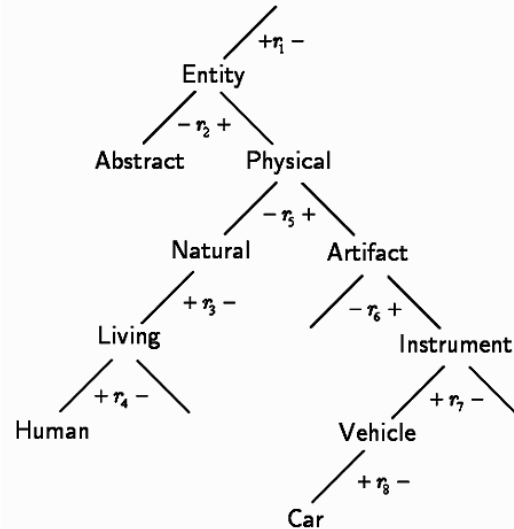 + r₁ −
Entity
− r₂ +
Abstract Physical
− r₅ +
Natural Artifact
+ r₃ − − r₆ +
Living Instrument
+ r₄ − + r₇ −
Human Vehicle
+ r₈ −
Car